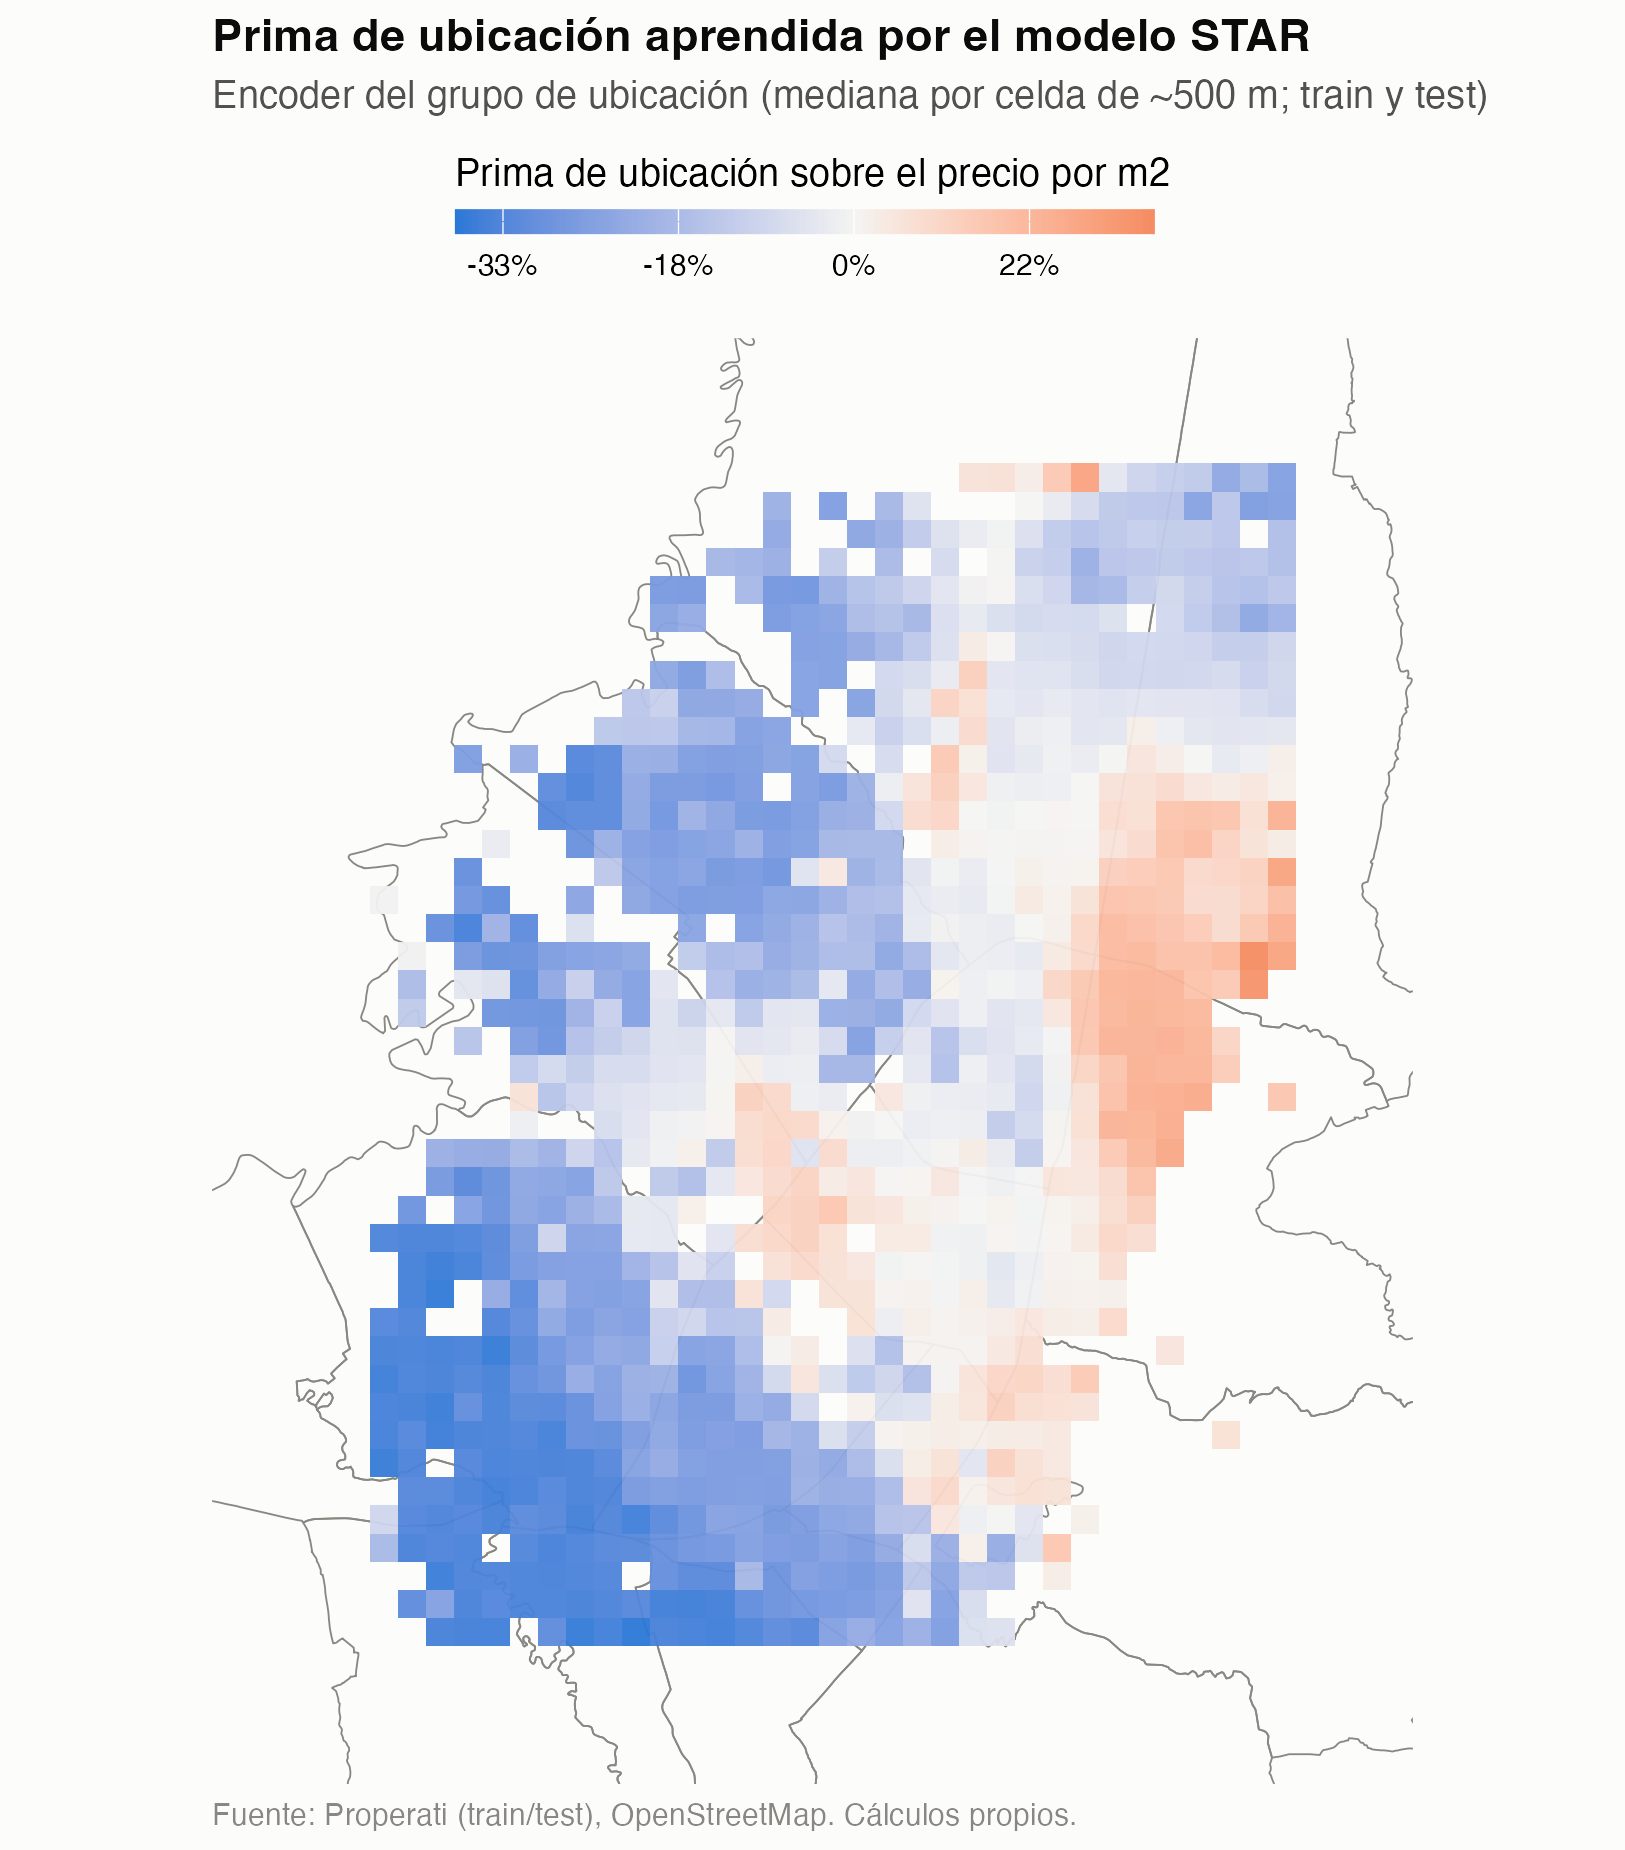 Prima de ubicación aprendida por el modelo STAR
Encoder del grupo de ubicación (mediana por celda de ~500 m; train y test)
Prima de ubicación sobre el precio por m2
-33% -18% 0% 22%
Fuente: Properati (train/test), OpenStreetMap. Cálculos propios.